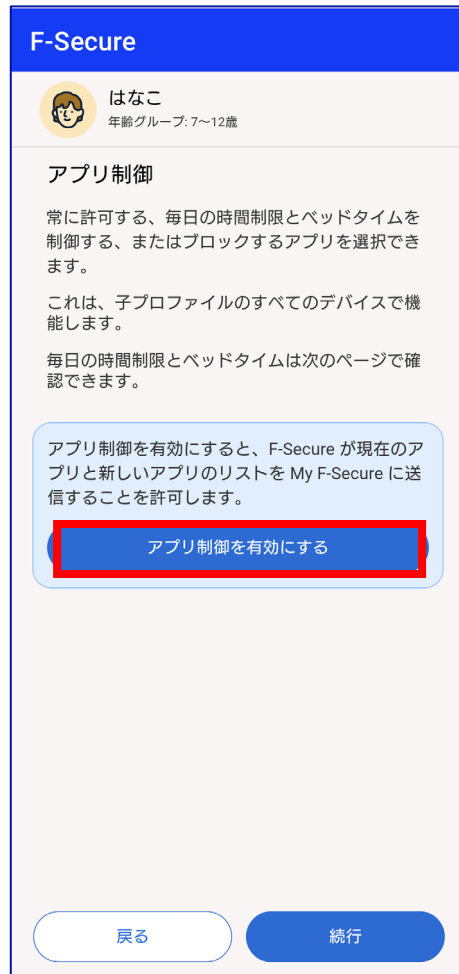 F-Secure
はなこ
年齢グループ: 7～12歳
アプリ制御
常に許可する、毎日の時間制限とベッドタイムを
制御する、またはブロックするアプリを選択でき
ます。
これは、子プロファイルのすべてのデバイスで機
能します。
毎日の時間制限とベッドタイムは次のページで確
認できます。
アプリ制御を有効にすると、F-Secure が現在のア
プリと新しいアプリのリストを My F-Secure に送
信することを許可します。
アプリ制御を有効にする
戻る
続行